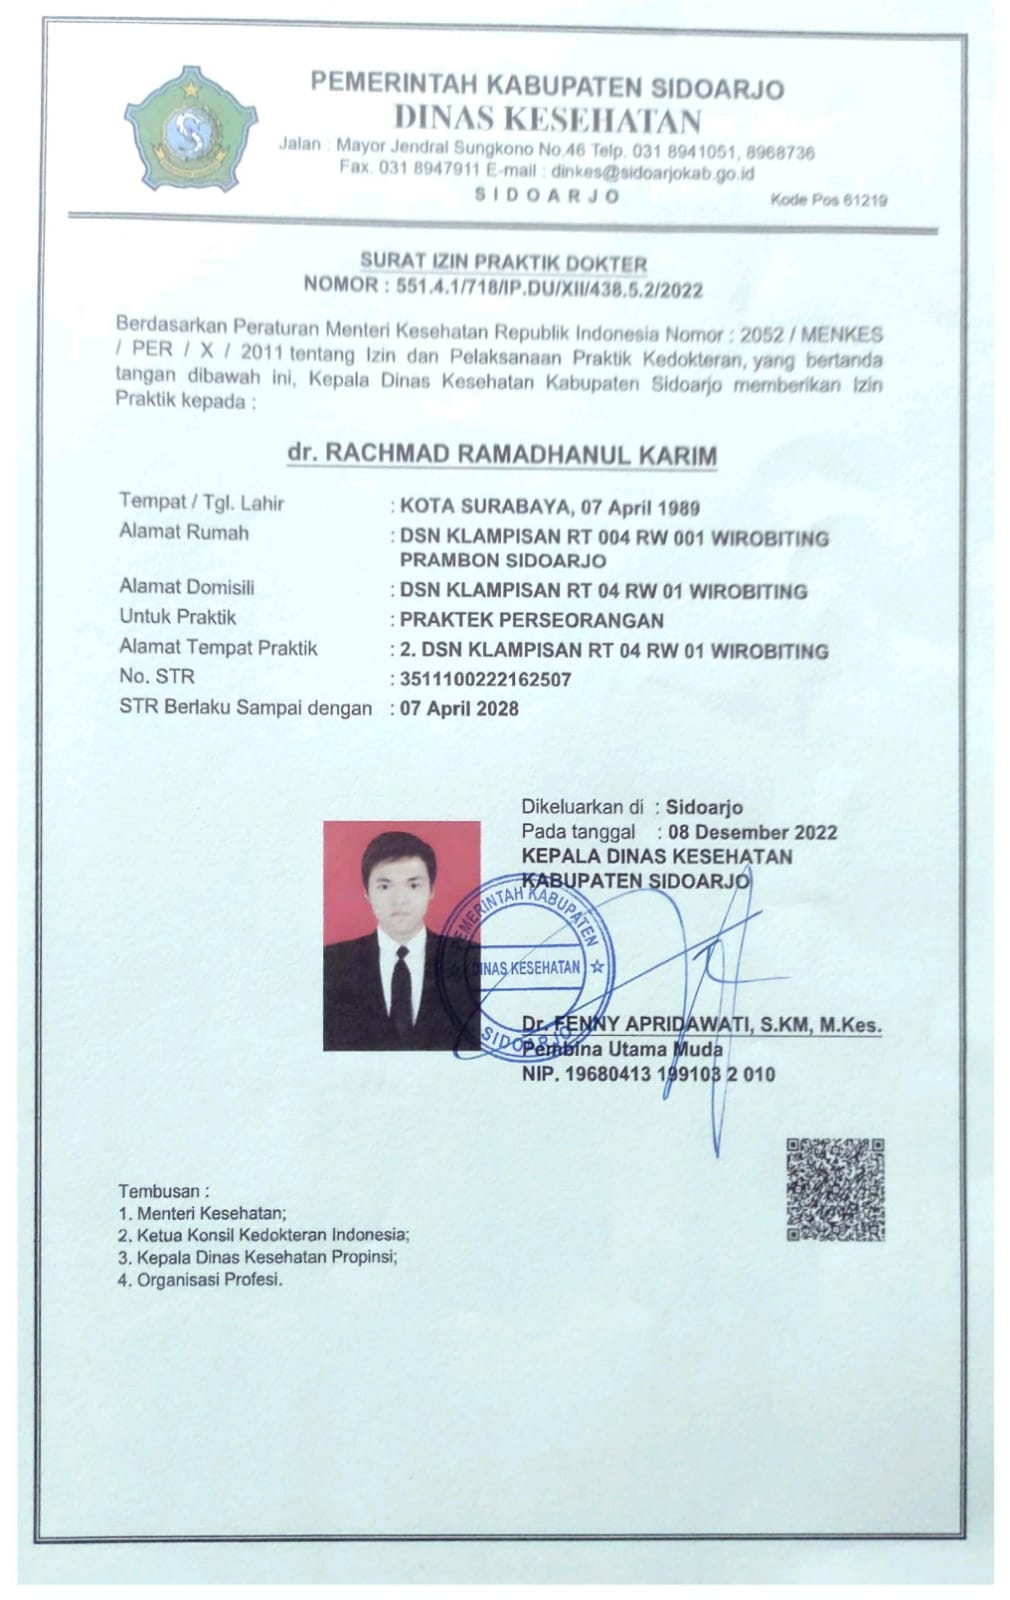 PEMERINTAH KABUPATEN SIDOARJO
DINAS KESEHATAN
Jalan : Mayor Jendral Sungkono No.46 Telp. 031 8941051, 8968736
Fax. 031 8947911 E-mail : dinkes@sidoarjokab.go.id
SIDOARJO
Kode Pos 61219
SURAT IZIN PRAKTIK DOKTER
NOMOR : 551.4.1/718/IP.DU/XII/438.5.2/2022
Berdasarkan Peraturan Menteri Kesehatan Republik Indonesia Nomor : 2052 / MENKES
/ PER / X / 2011 tentang Izin dan Pelaksanaan Praktik Kedokteran, yang bertanda
tangan dibawah ini, Kepala Dinas Kesehatan Kabupaten Sidoarjo memberikan Izin
Praktik kepada :
dr. RACHMAD RAMADHANUL KARIM
Tempat / Tgl. Lahir : KOTA SURABAYA, 07 April 1989
Alamat Rumah : DSN KLAMPISAN RT 004 RW 001 WIROBITING
PRAMBON SIDOARJO
Alamat Domisili : DSN KLAMPISAN RT 04 RW 01 WIROBITING
Untuk Praktik : PRAKTEK PERSEORANGAN
Alamat Tempat Praktik : 2. DSN KLAMPISAN RT 04 RW 01 WIROBITING
No. STR : 3511100222162507
STR Berlaku Sampai dengan : 07 April 2028
Dikeluarkan di : Sidoarjo
Pada tanggal : 08 Desember 2022
KEPALA DINAS KESEHATAN
KABUPATEN SIDOARJO
PEMERINTAH KABUPATEN
DINAS KESEHATAN
SIDOARJO
Dr. FENNY APRIDAWATI, S.KM, M.Kes.
Pembina Utama Muda
NIP. 19680413 199103 2 010
Tembusan :
1. Menteri Kesehatan;
2. Ketua Konsil Kedokteran Indonesia;
3. Kepala Dinas Kesehatan Propinsi;
4. Organisasi Profesi.